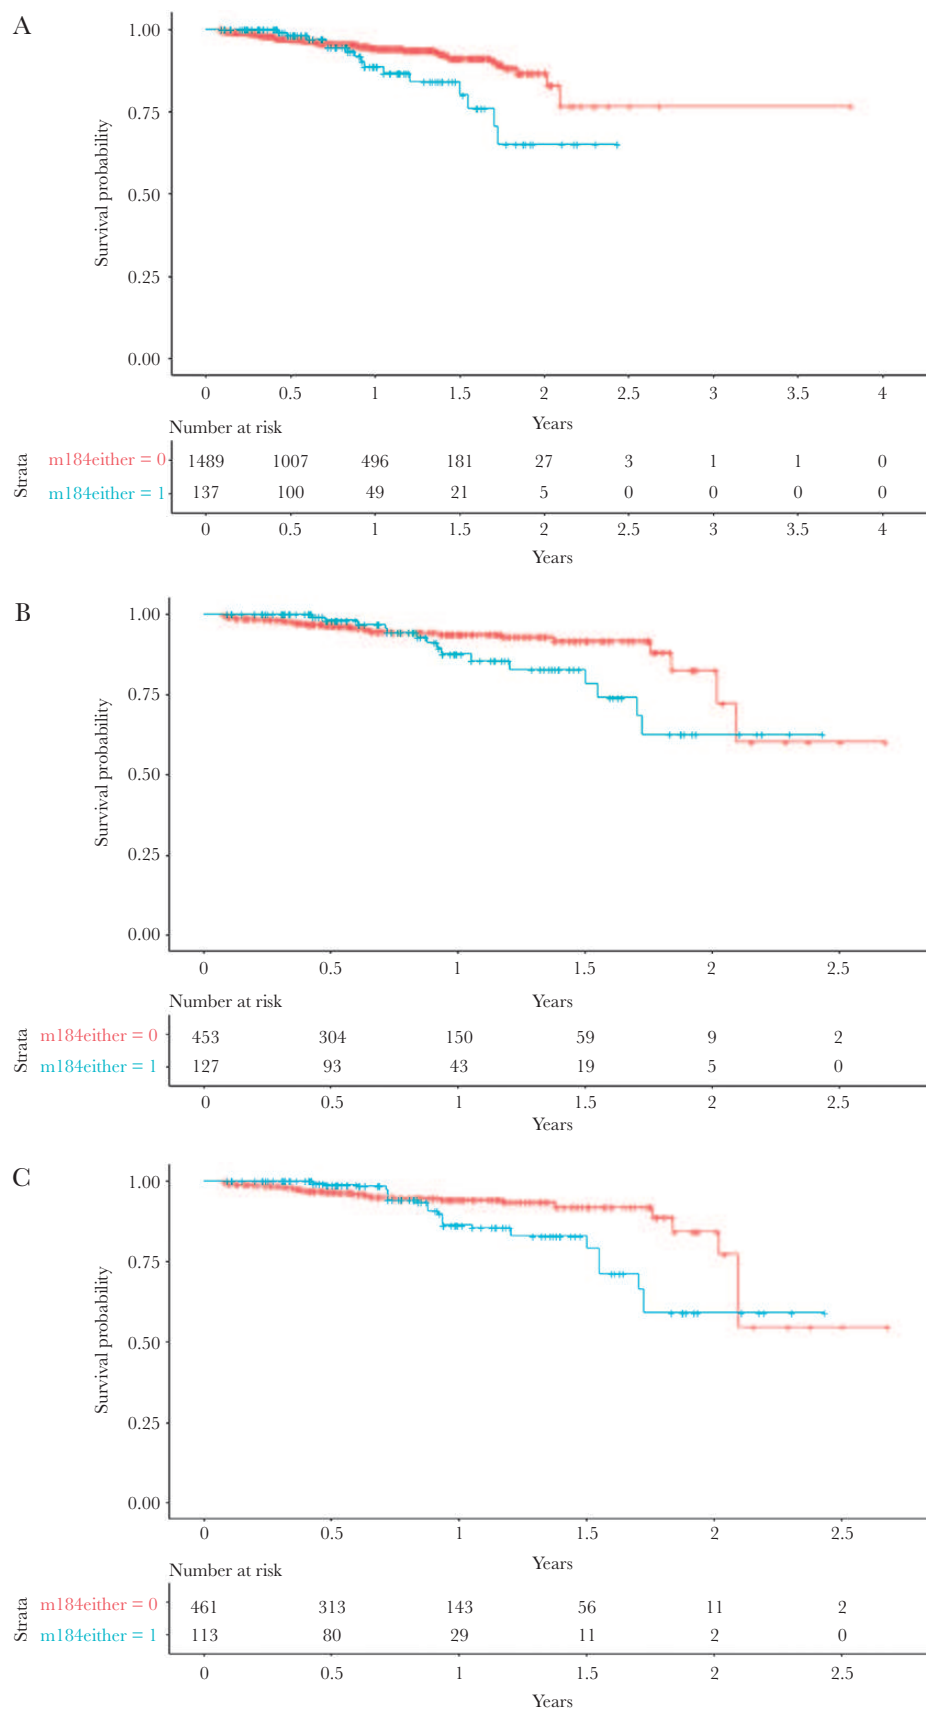 A
1.00
0.75
0.50
0.25
0.00
Survival probability
0 0.5 1 1.5 2 2.5 3 3.5 4
Years
Number at risk
Strata
m184either = 0 1489 1007 496 181 27 3 1 1 0
m184either = 1 137 100 49 21 5 0 0 0 0
0 0.5 1 1.5 2 2.5 3 3.5 4
Years
B
1.00
0.75
0.50
0.25
0.00
Survival probability
0 0.5 1 1.5 2 2.5
Number at risk Years
Strata
m184either = 0 453 304 150 59 9 2
m184either = 1 127 93 43 19 5 0
0 0.5 1 1.5 2 2.5
Years
C
1.00
0.75
0.50
0.25
0.00
Survival probability
0 0.5 1 1.5 2 2.5
Years
Number at risk
Strata
m184either = 0 461 313 143 56 11 2
m184either = 1 113 80 29 11 2 0
0 0.5 1 1.5 2 2.5
Years